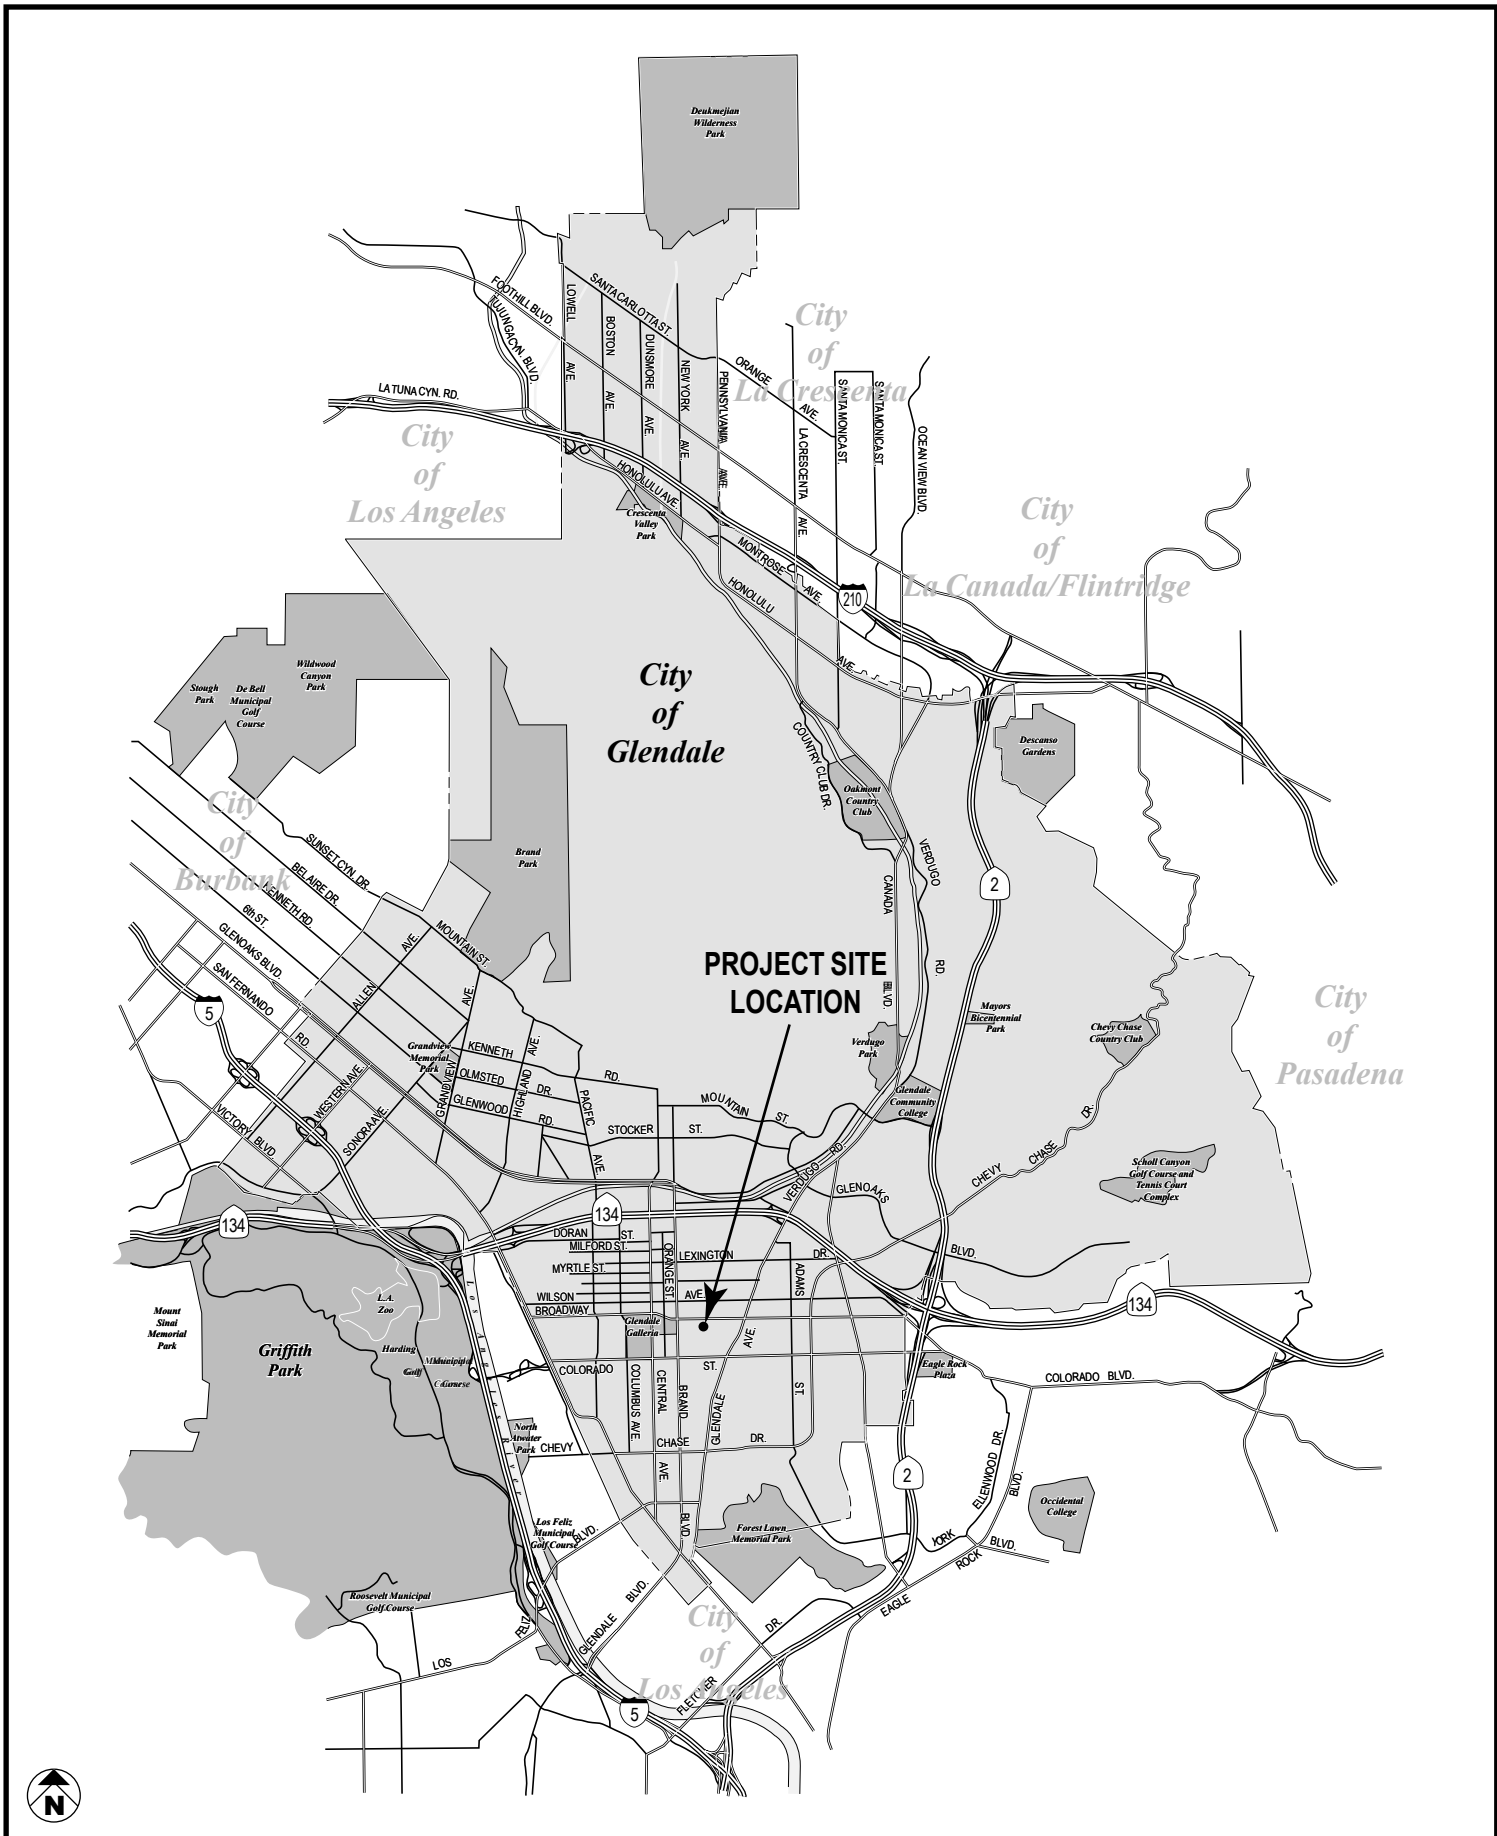 Deukmejian
Wilderness
Park
SANTA CARLOTTA ST.
FOOTHILL BLVD.
TUJUNGA CYN. BLVD.
LOWELL AVE.
BOSTON AVE.
DUNSMORE AVE.
NEW YORK AVE.
PENNSYLVANIA AVE.
ORANGE AVE.
City
of
La Crescenta
SANTA MONICA ST.
SANTA MONICA ST.
LA CRESCENTA AVE.
OCEAN VIEW BLVD.
LA TUNA CYN. RD.
City
of
Los Angeles
HONOLULU AVE.
Crescenta
Valley
Park
MONTROSE AVE.
HONOLULU AVE.
210
City
of
La Canada/Flintridge
City
of
Glendale
Wildwood
Canyon
Park
Stough
Park
De Bell
Municipal
Golf
Course
Descanso
Gardens
COUNTRY CLUB DR.
Oakmont
Country
Club
City
of
Burbank
Brand
Park
VERDUGO RD.
CANADA BLVD.
2
SUNSET CYN. DR.
BELAIRE DR.
KENNETH RD.
6th ST.
GLENOAKS BLVD.
SAN FERNANDO RD.
MOUNTAIN ST.
ALLEN AVE.
5
PROJECT SITE
LOCATION
Mayors
Bicentennial
Park
Verdugo
Park
Chevy Chase
Country Club
City
of
Pasadena
Glendale
Community
College
Grandview
Memorial
Park
KENNETH RD.
OLMSTED DR.
GLENWOOD RD.
GRANDVIEW AVE.
HIGHLAND AVE.
PACIFIC AVE.
WESTERN AVE.
SONORA AVE.
VICTORY BLVD
MOUNTAIN ST.
STOCKER ST.
VERDUGO RD
GLENOAKS BLVD.
CHEVY CHASE DR.
Scholl Canyon
Golf Course and
Tennis Court
Complex
134
134
DORAN ST.
MILFORD ST.
MYRTLE ST.
LEXINGTON DR.
ORANGE ST.
WILSON AVE.
BROADWAY
ADAMS ST.
134
Glendale
Galleria
Mount
Sinai
Memorial
Park
L.A.
Zoo
Griffith
Park
Harding
Golf
Los Angeles River
COLORADO ST.
COLUMBUS AVE.
CENTRAL AVE.
BRAND BLVD.
GLENDALE AVE.
Eagle Rock
Plaza
COLORADO BLVD.
North
Atwater
Park
CHEVY CHASE DR.
2
ELLENWOOD DR.
Occidental
College
Los Feliz
Municipal
Golf Course
Forest Lawn
Memorial Park
YORK BLVD.
EAGLE ROCK BLVD.
Roosevelt Municipal
Golf Course
LOS FELIZ BLVD.
GLENDALE BLVD.
City
of
Los Angeles
FLETCHER DR.
5
N